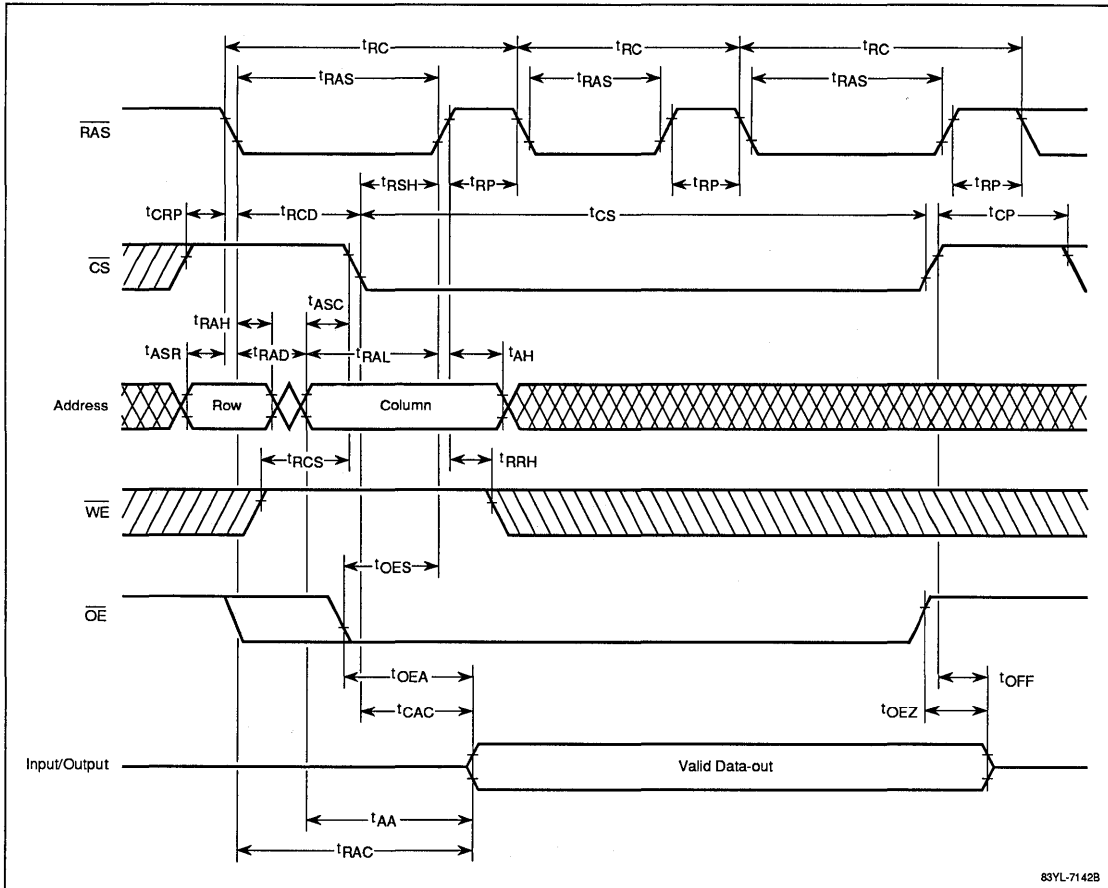 tRC tRC tRC
tRAS tRAS tRAS
RAS
tRSH tRP tRP tRP
tCRP tRCD tCS tCP
CS
tASC
tRAH
tASR tRAD tRAL tAH
Address Row Column
tRCS tRRH
WE
tOES
OE
tOEA tOFF
tCAC tOEZ
Input/Output Valid Data-out
tAA
tRAC
83YL-7142B